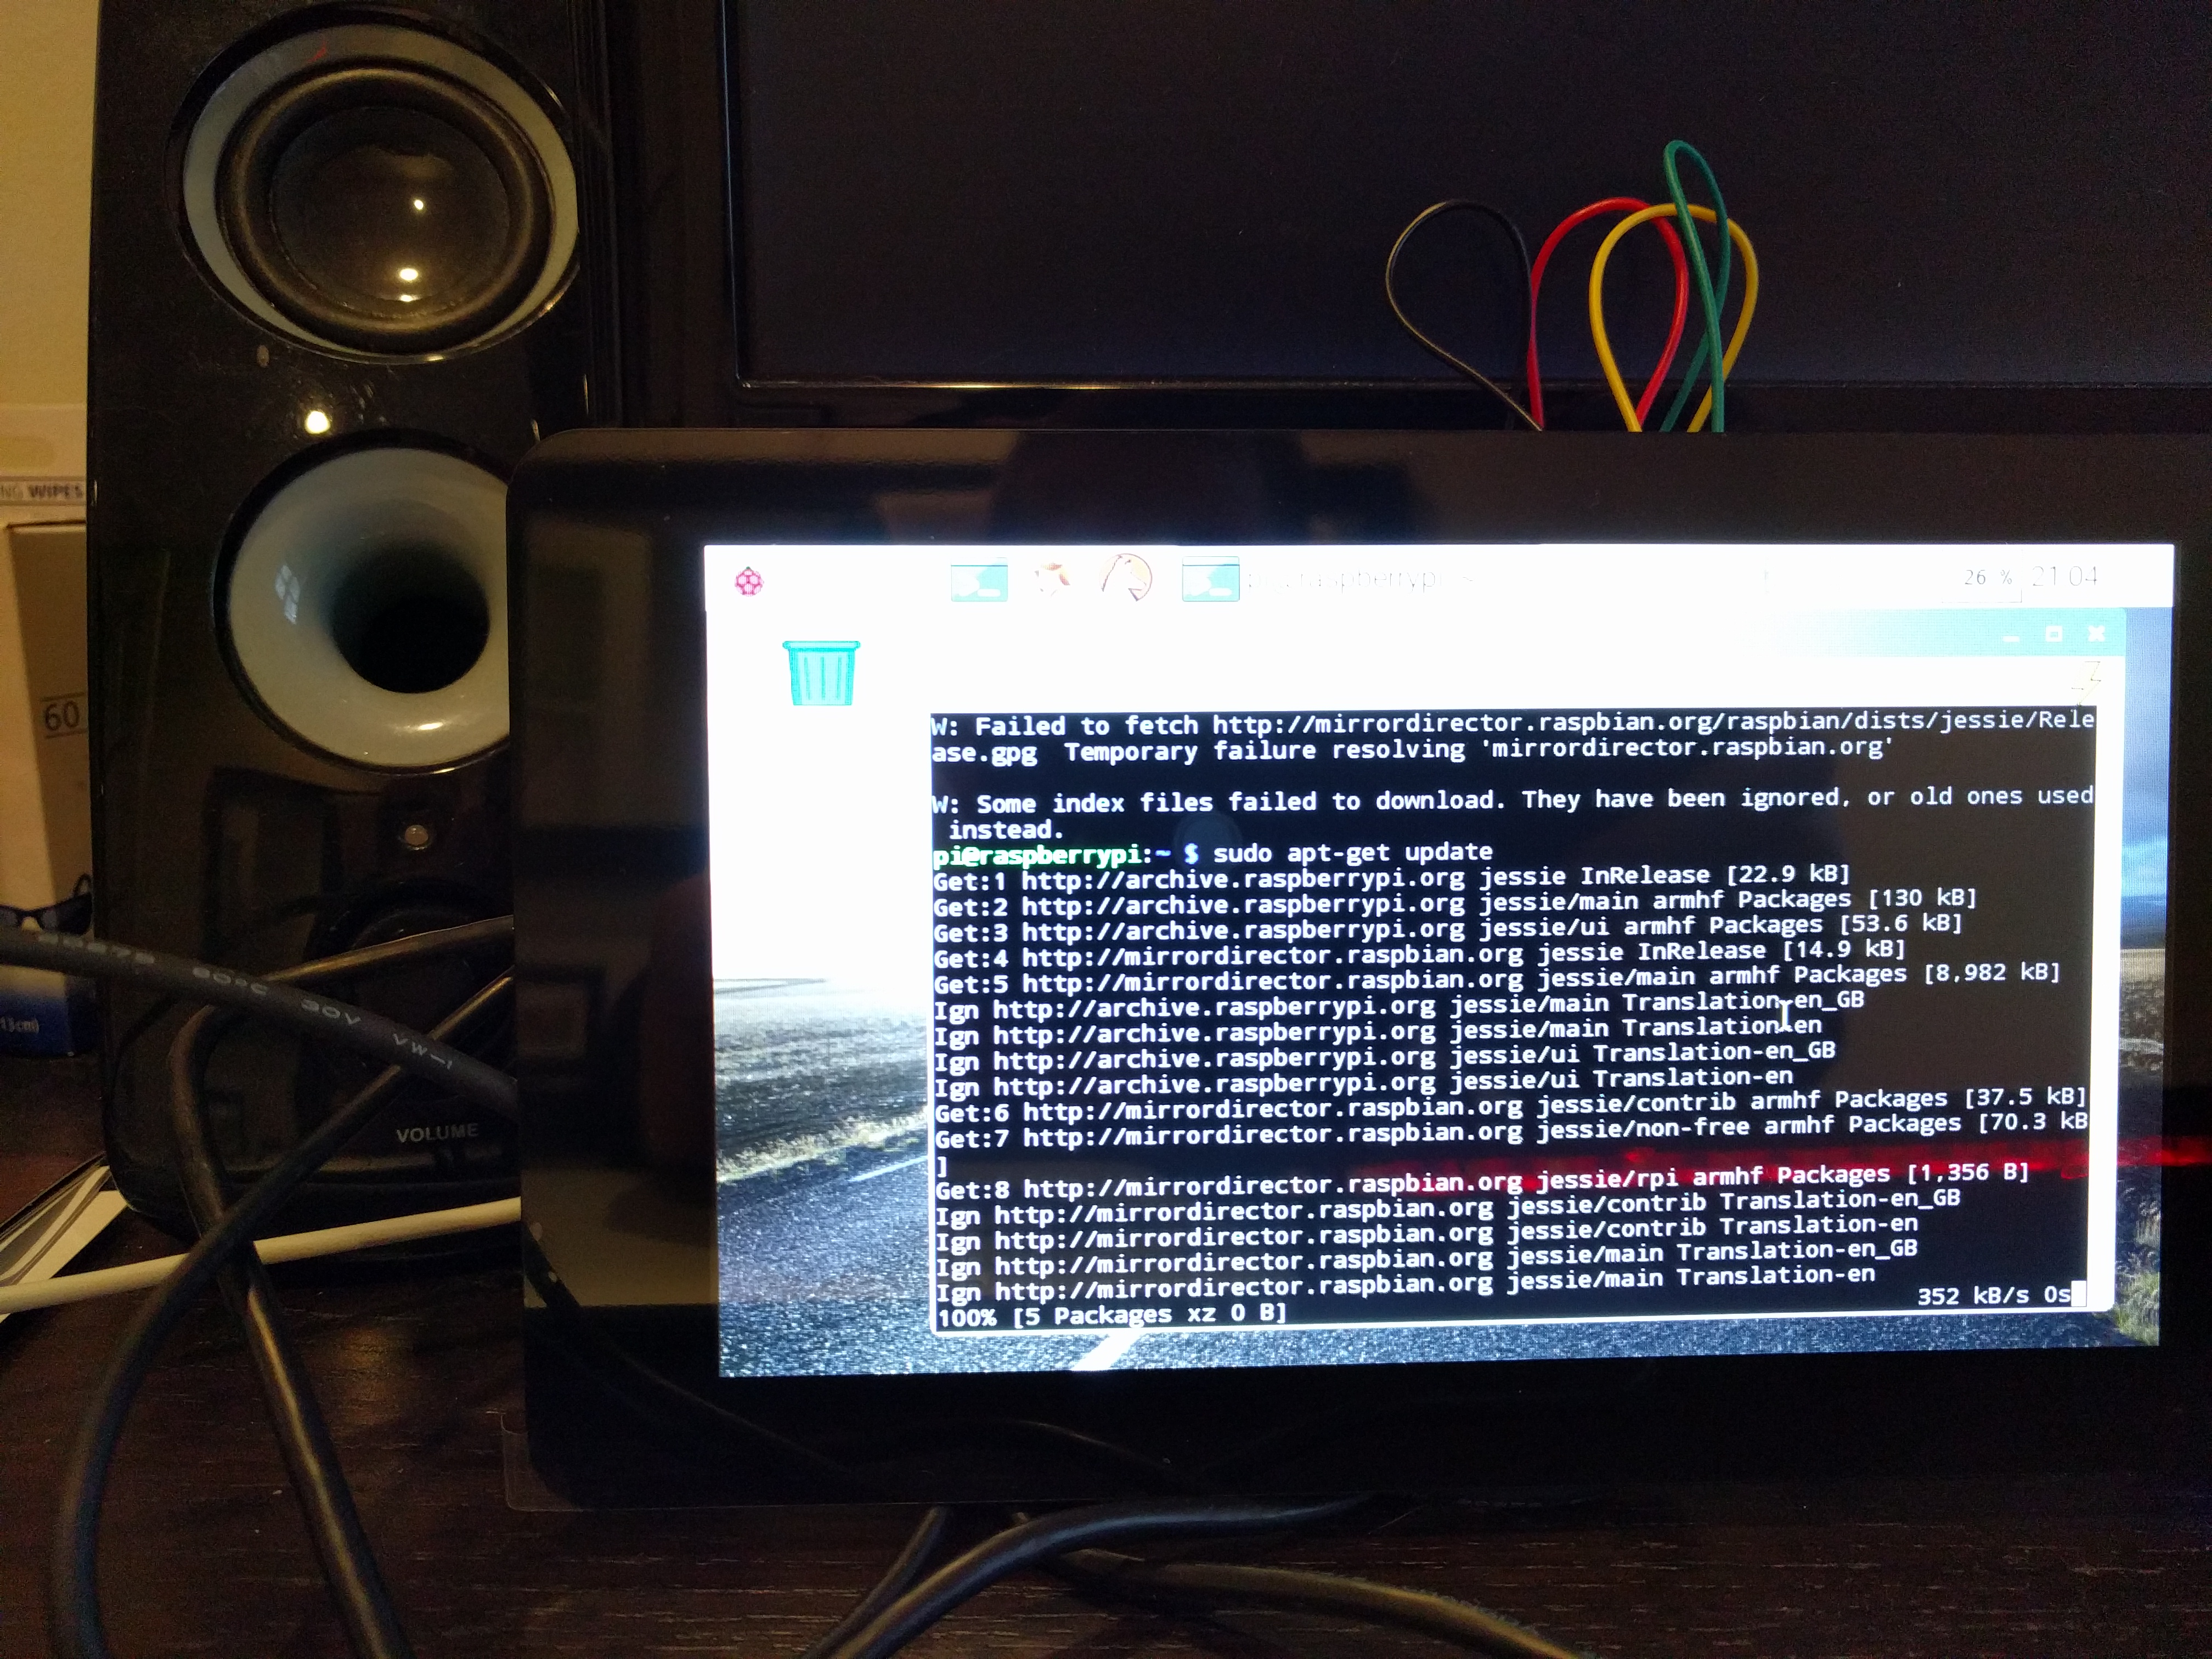 WIPES
60
13cm)
80°C 30V VW-1
VOLUME
26 % 21:04
W: Failed to fetch http://mirrordirector.raspbian.org/raspbian/dists/jessie/Rele
ase.gpg Temporary failure resolving 'mirrordirector.raspbian.org'
W: Some index files failed to download. They have been ignored, or old ones used
instead.
pi@raspberrypi:~ $ sudo apt-get update
Get:1 http://archive.raspberrypi.org jessie InRelease [22.9 kB]
Get:2 http://archive.raspberrypi.org jessie/main armhf Packages [130 kB]
Get:3 http://archive.raspberrypi.org jessie/ui armhf Packages [53.6 kB]
Get:4 http://mirrordirector.raspbian.org jessie InRelease [14.9 kB]
Get:5 http://mirrordirector.raspbian.org jessie/main armhf Packages [8,982 kB]
Ign http://archive.raspberrypi.org jessie/main Translation-en_GB
Ign http://archive.raspberrypi.org jessie/main Translation-en
Ign http://archive.raspberrypi.org jessie/ui Translation-en_GB
Ign http://archive.raspberrypi.org jessie/ui Translation-en
Get:6 http://mirrordirector.raspbian.org jessie/contrib armhf Packages [37.5 kB]
Get:7 http://mirrordirector.raspbian.org jessie/non-free armhf Packages [70.3 kB
]
Get:8 http://mirrordirector.raspbian.org jessie/rpi armhf Packages [1,356 B]
Ign http://mirrordirector.raspbian.org jessie/contrib Translation-en_GB
Ign http://mirrordirector.raspbian.org jessie/contrib Translation-en
Ign http://mirrordirector.raspbian.org jessie/main Translation-en_GB
Ign http://mirrordirector.raspbian.org jessie/main Translation-en
100% [5 Packages xz 0 B] 352 kB/s 0s